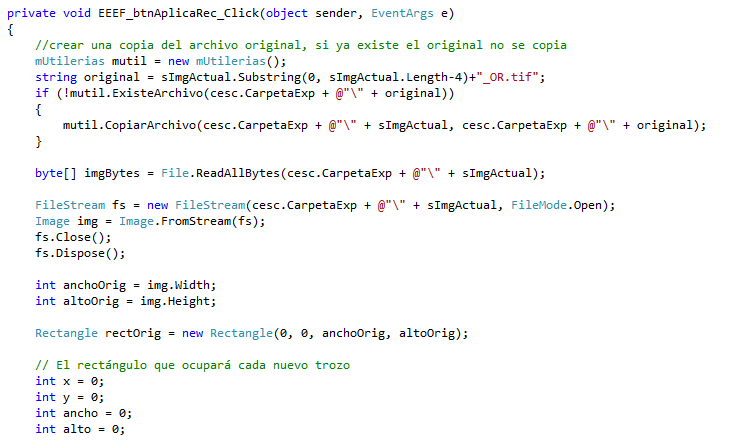 private void EEEF_btnAplicaRec_Click(object sender, EventArgs e)
{
    //crear una copia del archivo original, si ya existe el original no se copia
    mUtilerias mutil = new mUtilerias();
    string original = sImgActual.Substring(0, sImgActual.Length-4)+"_OR.tif";
    if (!mutil.ExisteArchivo(cesc.CarpetaExp + @"\" + original))
    {
        mutil.CopiarArchivo(cesc.CarpetaExp + @"\" + sImgActual, cesc.CarpetaExp + @"\" + original);
    }

    byte[] imgBytes = File.ReadAllBytes(cesc.CarpetaExp + @"\" + sImgActual);

    FileStream fs = new FileStream(cesc.CarpetaExp + @"\" + sImgActual, FileMode.Open);
    Image img = Image.FromStream(fs);
    fs.Close();
    fs.Dispose();

    int anchoOrig = img.Width;
    int altoOrig = img.Height;

    Rectangle rectOrig = new Rectangle(0, 0, anchoOrig, altoOrig);

    // El rectángulo que ocupará cada nuevo trozo
    int x = 0;
    int y = 0;
    int ancho = 0;
    int alto = 0;